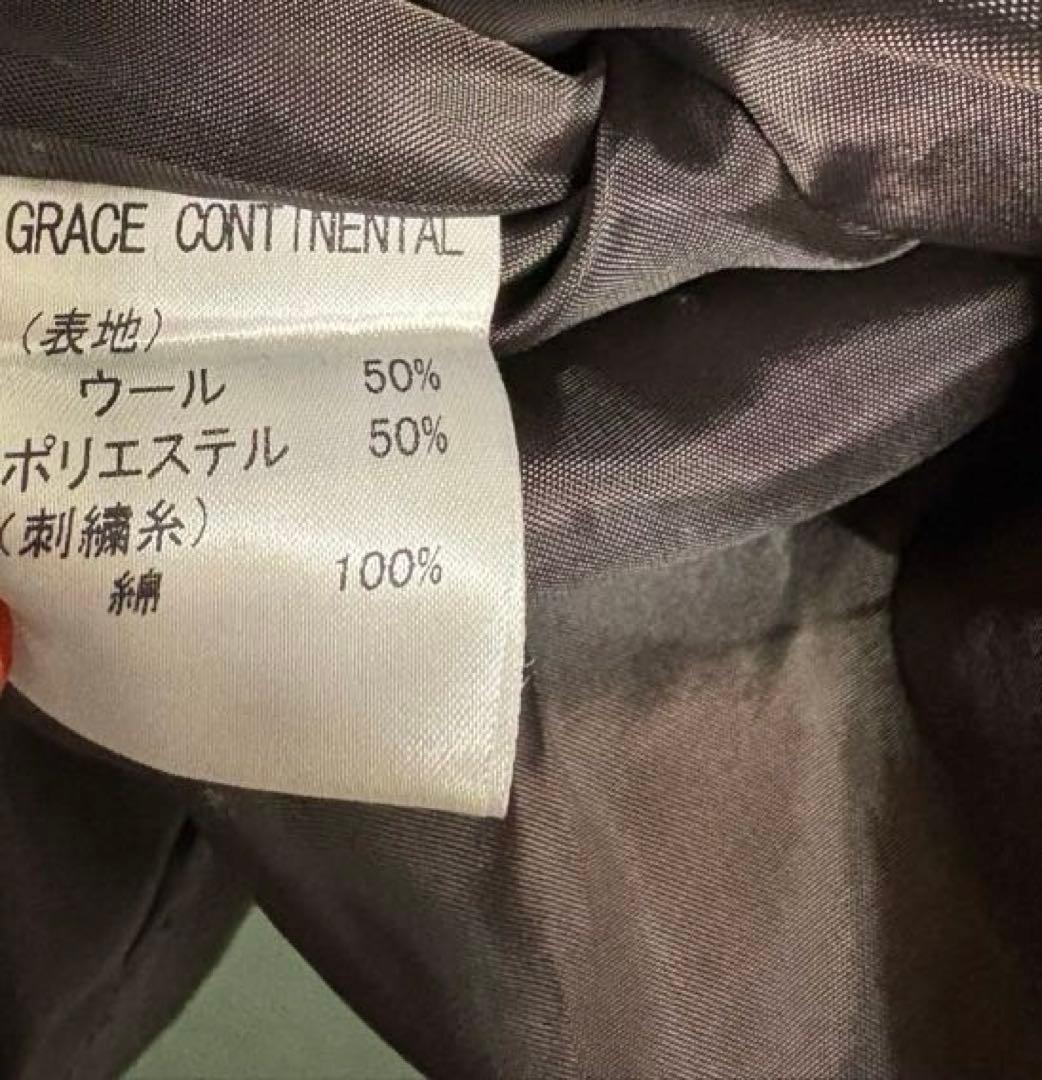 GRACE CONTINENTAL
(表地)
ウール 50%
ポリエステル 50%
(刺繍糸)
100%